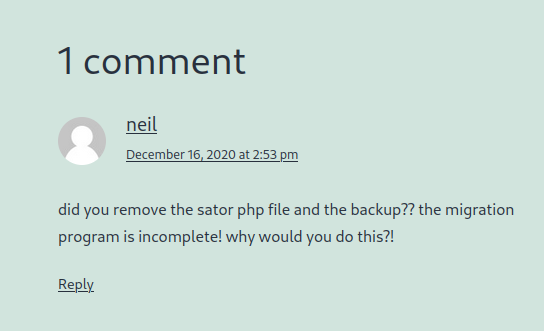 1 comment
neil
December 16, 2020 at 2:53 pm
did you remove the sator php file and the backup?? the migration
program is incomplete! why would you do this?!
Reply